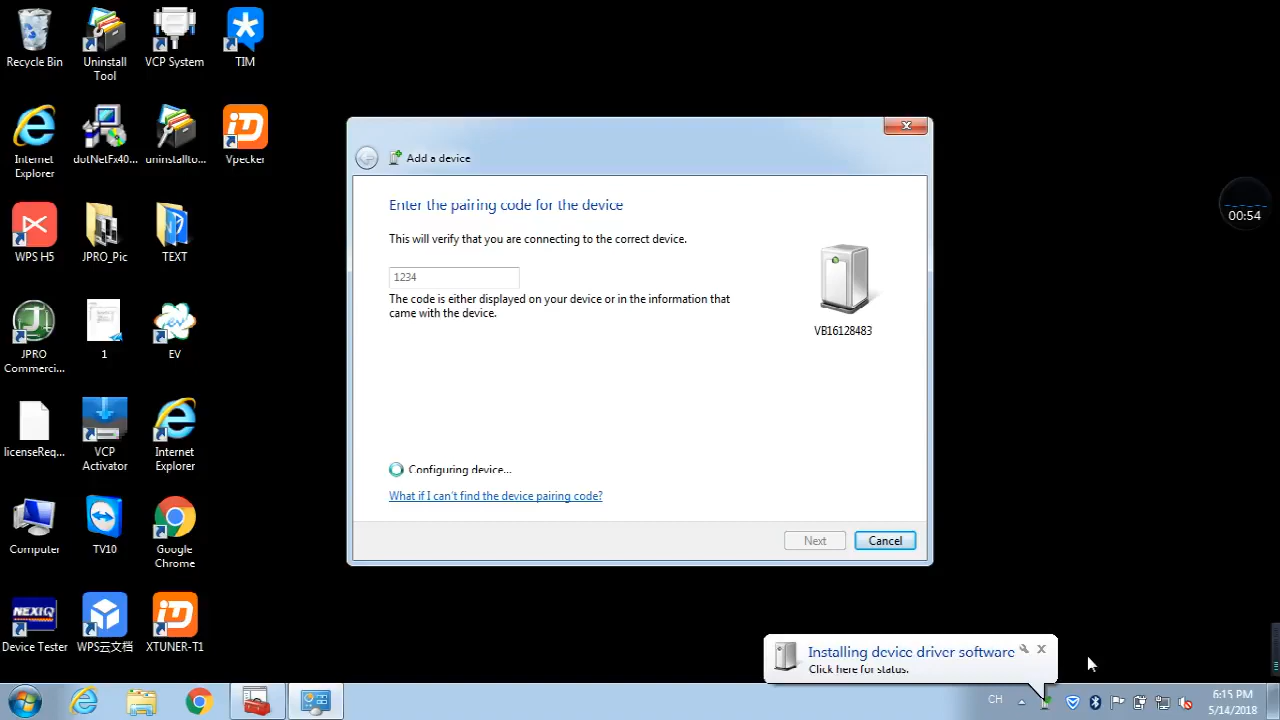 Recycle Bin
Uninstall
Tool
VCP System
TIM
Internet
Explorer
dotNetFx40...
uninstallto...
Vpecker
WPS H5
JPRO_Pic
TEXT
JPRO
Commerci...
1
EV
licenseReq...
VCP
Activator
Internet
Explorer
Computer
TV10
Google
Chrome
NEXIQ
Device Tester
WPS云文档
XTUNER-T1
Add a device
Enter the pairing code for the device
This will verify that you are connecting to the correct device.
1234
The code is either displayed on your device or in the information that
came with the device.
VB16128483
Configuring device...
What if I can't find the device pairing code?
Next
Cancel
00:54
Installing device driver software
Click here for status.
CH
6:15 PM
5/14/2018